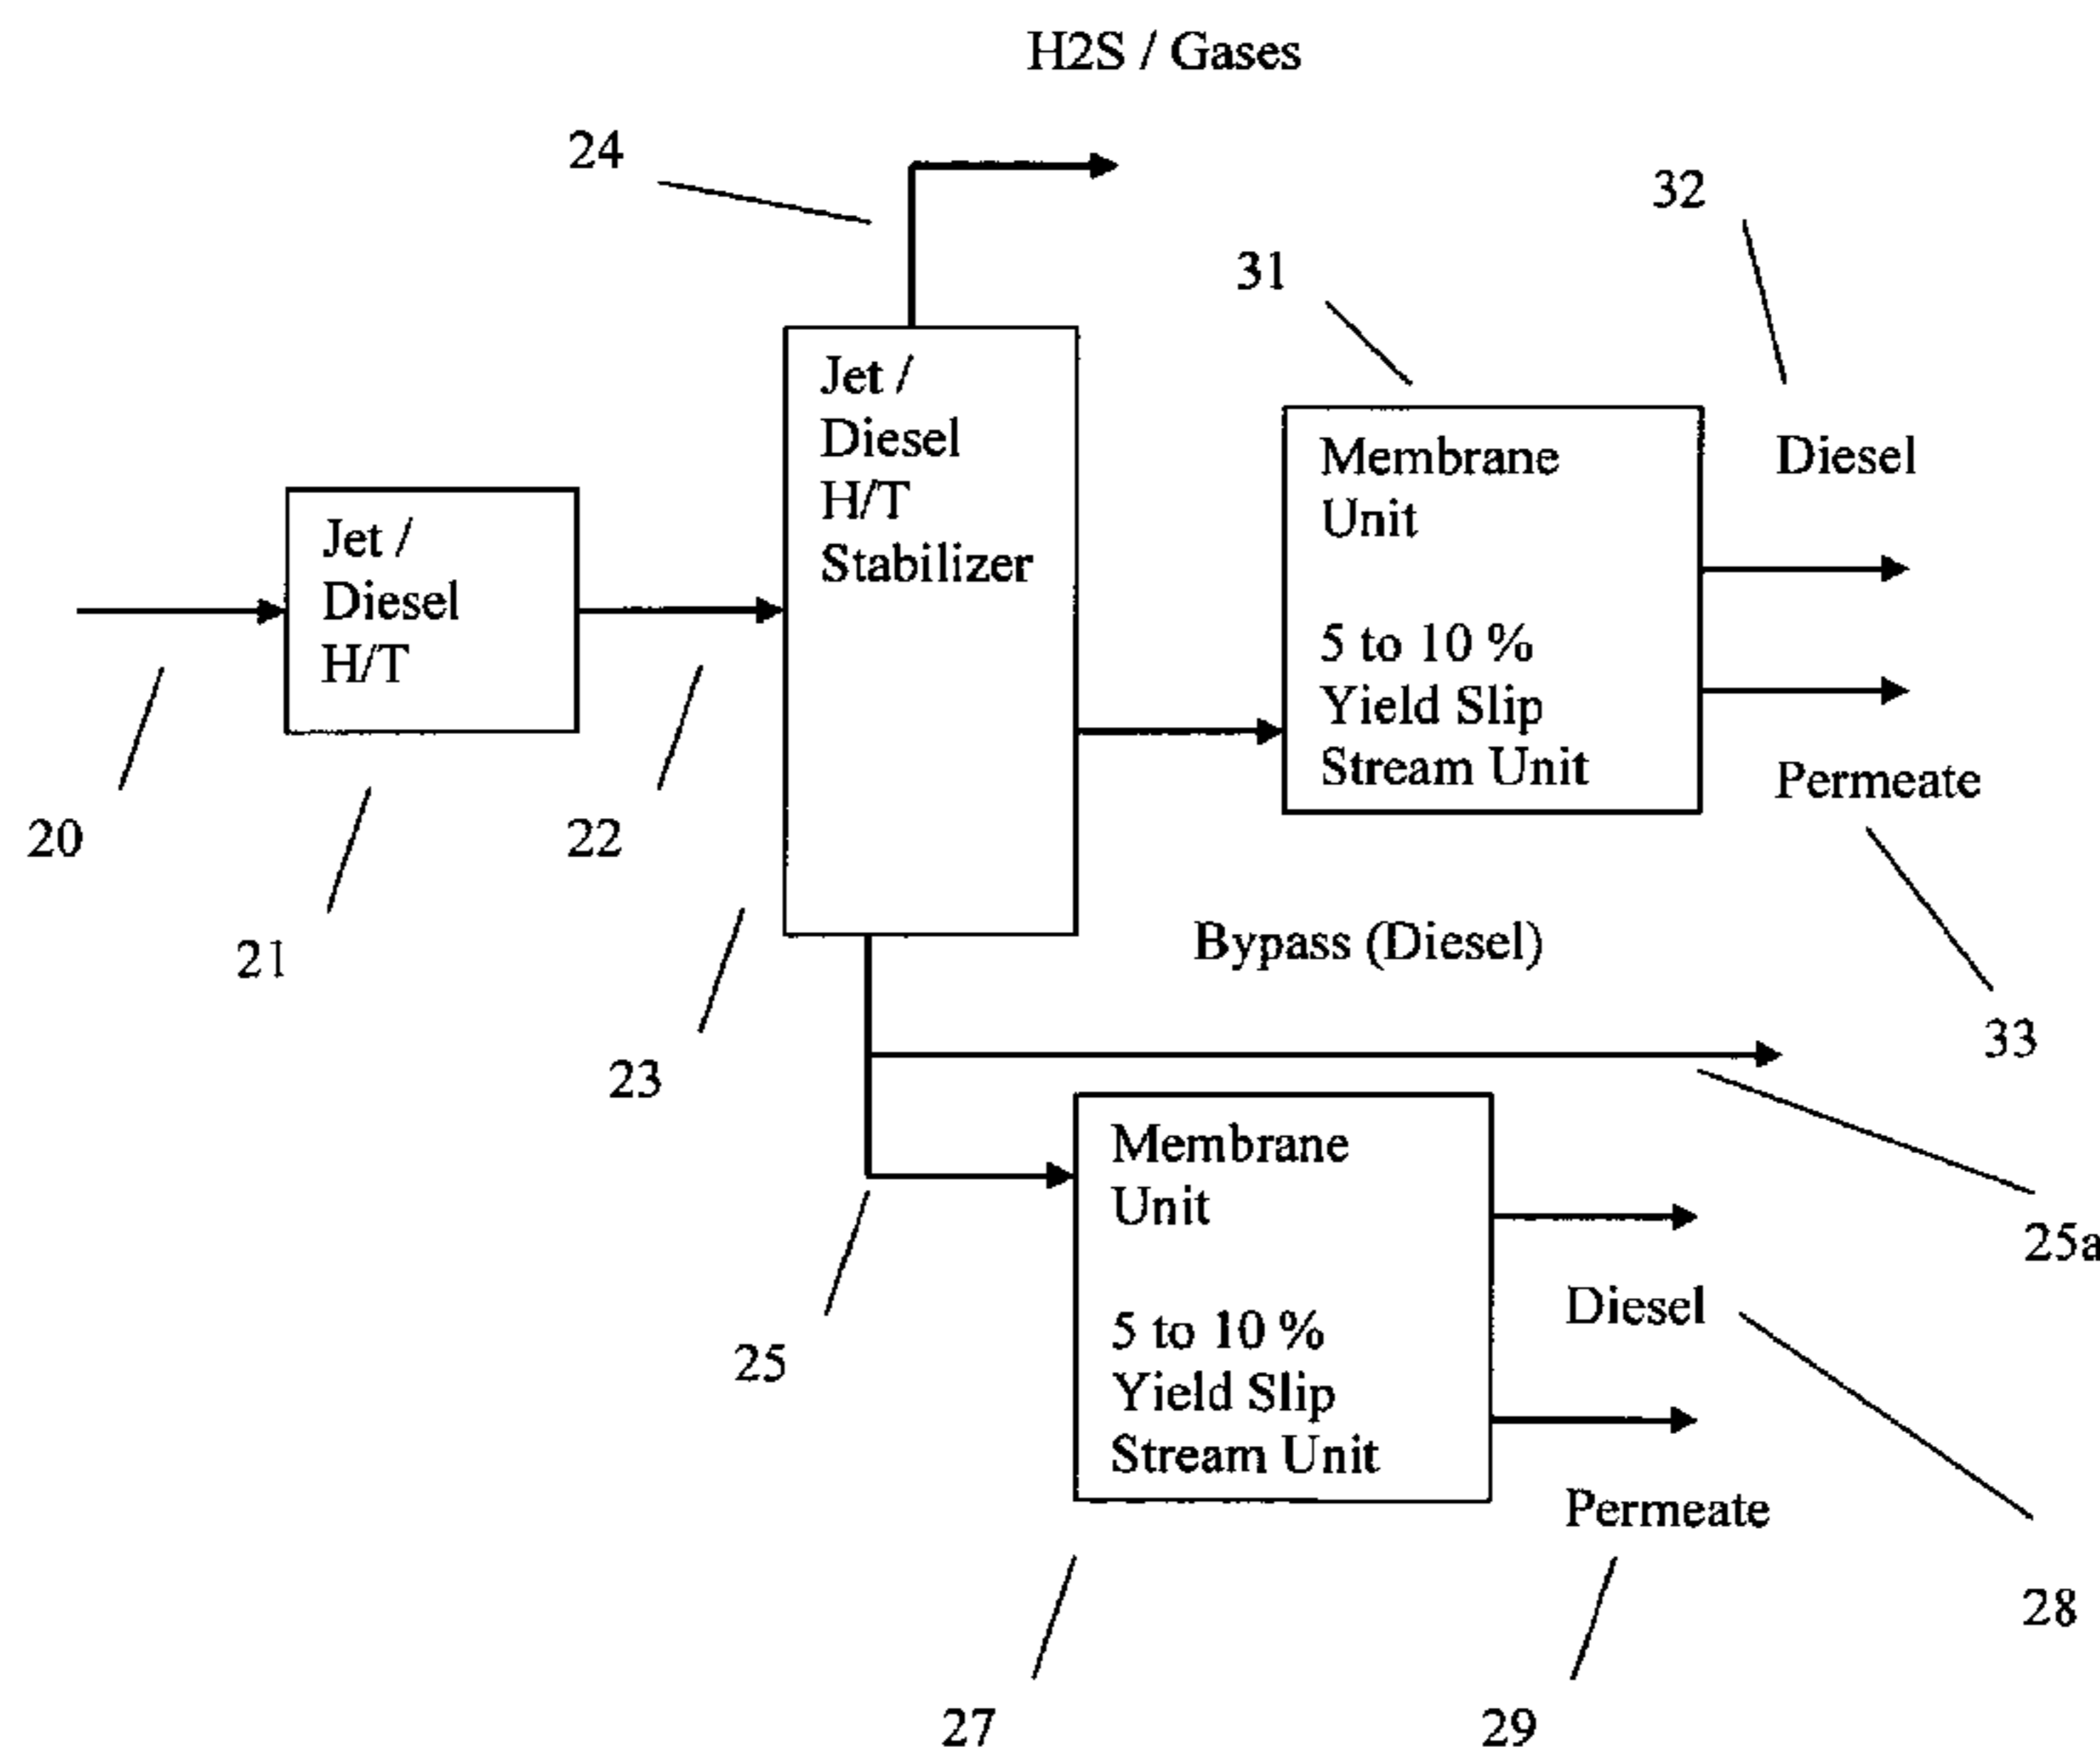 H2S / Gases
24
32
31
Jet /
Diesel
H/T
Stabilizer
Membrane
Unit
5 to 10 %
Yield Slip
Stream Unit
Diesel
Jet /
Diesel
H/T
Permeate
20
22
21
Bypass (Diesel)
33
23
Membrane
Unit
5 to 10 %
Yield Slip
Stream Unit
25a
Diesel
25
Permeate
28
27
29